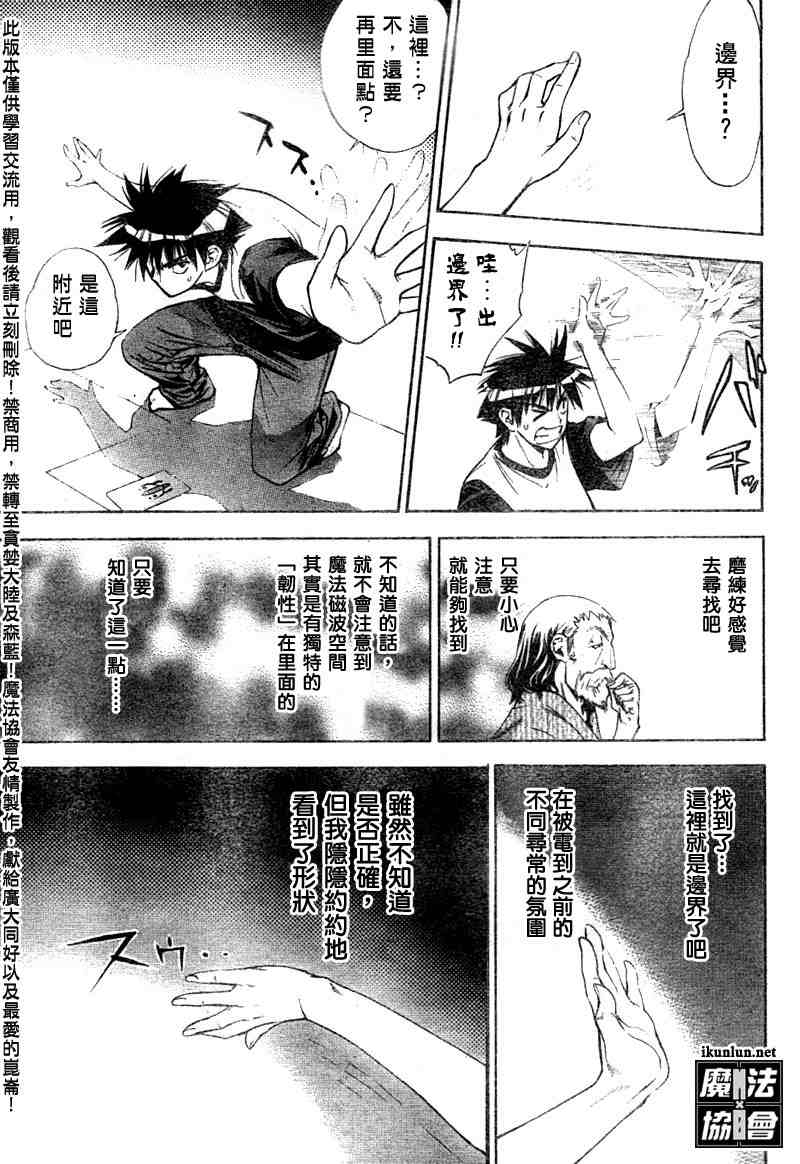 邊界…?
這裡…?
不，還要
再里面點?
ス
ス
…
是這
附近吧
哇…出
邊界了!!
磨練好感覺
去尋找吧
只要小心
注意
就能夠找到
不知道的話，
就不會注意到
魔法磁波空間
其實是有獨特的
「韌性」在里面的
只要
知道了這一點……
找到了…
這裡就是邊界了吧
在被電到之前的
不同尋常的氛圍
雖然不知道
是否正確，
但我隱隱約約地
看到了形狀
スゥ…
此版本僅供學習交流用，觀看後請立刻刪除！禁商用，禁轉至貪婪大陸及森藍！魔法協會友情製作，獻給廣大同好以及最愛的崑崙！
ikunlun.net
魔法
M×B
協會